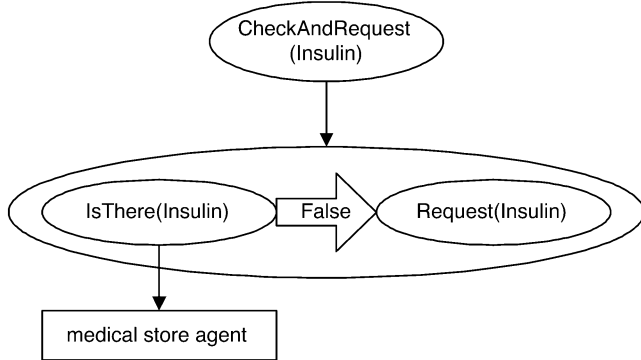 CheckAndRequest
(Insulin)
IsThere(Insulin)
False
Request(Insulin)
medical store agent